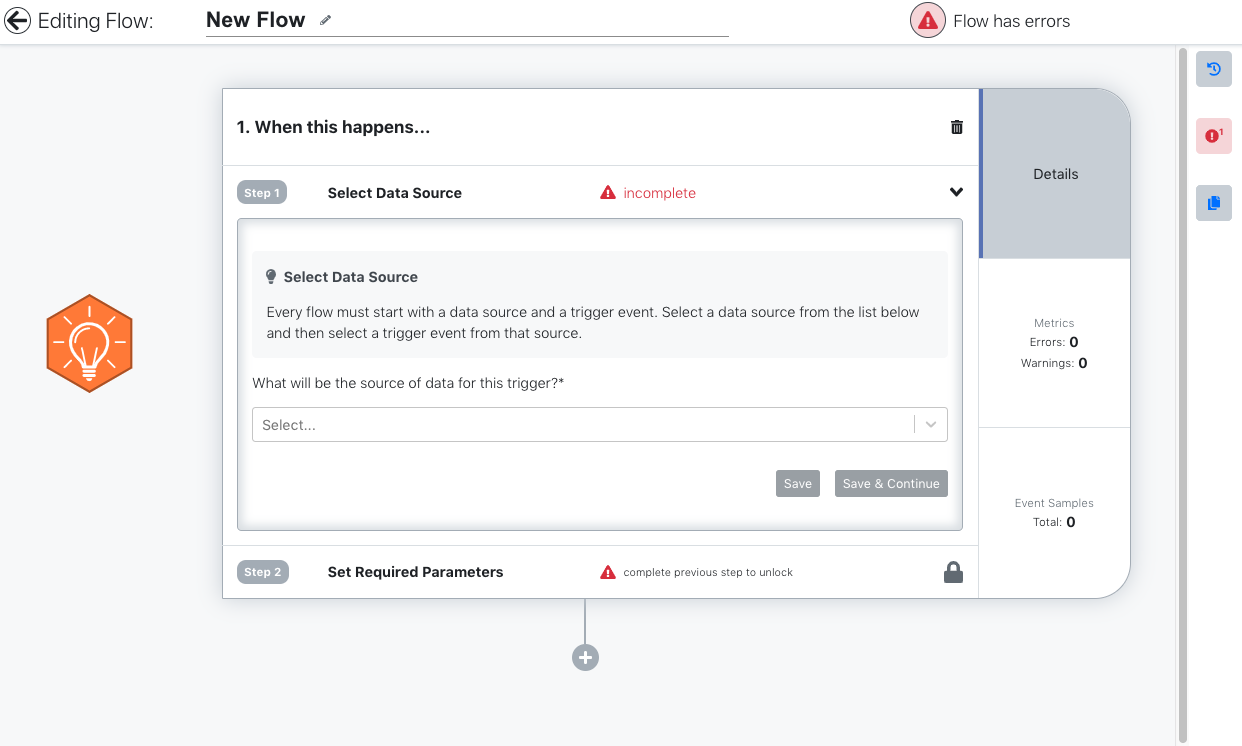 Editing Flow:
New Flow
Flow has errors
1. When this happens...
Details
1
Step 1
Select Data Source
incomplete
Select Data Source
Every flow must start with a data source and a trigger event. Select a data source from the list below
and then select a trigger event from that source.
Metrics
Errors: 0
Warnings: 0
What will be the source of data for this trigger?*
Select...
Save
Save & Continue
Event Samples
Total: 0
Step 2
Set Required Parameters
complete previous step to unlock